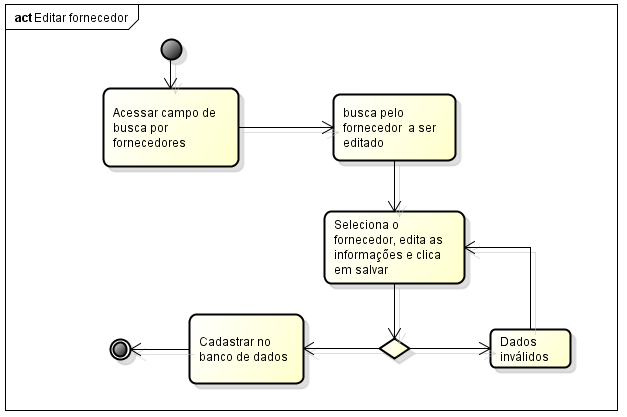 act Editar fornecedor
Acessar campo de
busca por
fornecedores
busca pelo
fornecedor a ser
editado
Seleciona o
fornecedor, edita as
informações e clica
em salvar
Cadastrar no
banco de dados
Dados
inválidos